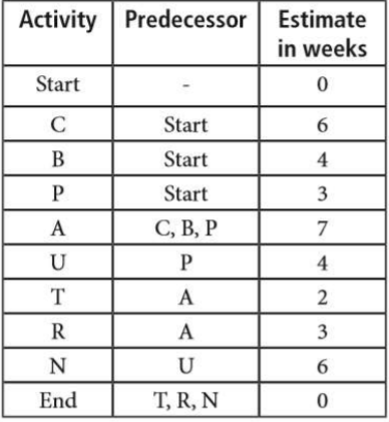 Activity Predecessor Estimate
in weeks
Start - 0
C Start 6
B Start 4
P Start 3
A C, B, P 7
U P 4
T A 2
R A 3
N U 6
End T, R, N 0